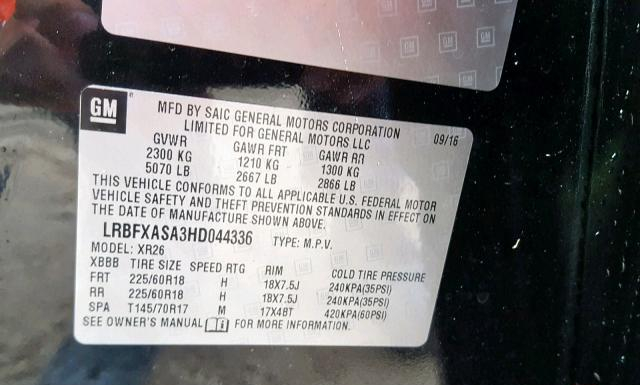 GM
MFD BY SAIC GENERAL MOTORS CORPORATION
LIMITED FOR GENERAL MOTORS LLC 09/16
GVWR GAWR FRT GAWR RR
2300 KG 1210 KG 1300 KG
5070 LB 2667 LB 2866 LB
THIS VEHICLE CONFORMS TO ALL APPLICABLE U.S. FEDERAL MOTOR
VEHICLE SAFETY AND THEFT PREVENTION STANDARDS IN EFFECT ON
THE DATE OF MANUFACTURE SHOWN ABOVE.
LRBFXASA3HD044336 TYPE: M.P.V.
MODEL: XR26
XBBB TIRE SIZE SPEED RTG RIM COLD TIRE PRESSURE
FRT 225/60R18 H 18X7.5J 240KPA(35PSI)
RR 225/60R18 H 18X7.5J 240KPA(35PSI)
SPA T145/70R17 M 17X4BT 420KPA(60PSI)
SEE OWNER'S MANUAL FOR MORE INFORMATION.